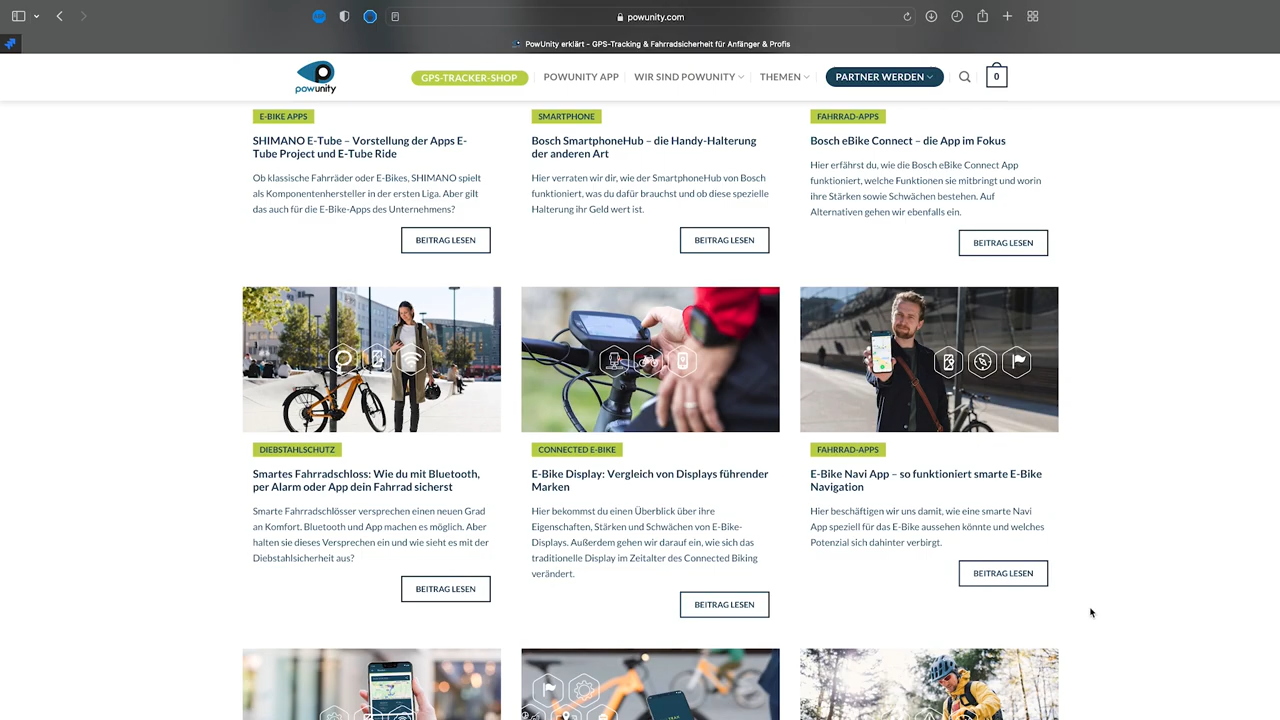 powunity.com
PowUnity erklärt – GPS-Tracking & Fahrradsicherheit für Anfänger & Profis
powunity
GPS-TRACKER-SHOP
POWUNITY APP
WIR SIND POWUNITY
THEMEN
PARTNER WERDEN
0
E-BIKE APPS
SHIMANO E-Tube – Vorstellung der Apps E-
Tube Project und E-Tube Ride
Ob klassische Fahrräder oder E-Bikes, SHIMANO spielt
als Komponentenhersteller in der ersten Liga. Aber gilt
das auch für die E-Bike-Apps des Unternehmens?
BEITRAG LESEN
SMARTPHONE
Bosch SmartphoneHub – die Handy-Halterung
der anderen Art
Hier verraten wir dir, wie der SmartphoneHub von Bosch
funktioniert, was du dafür brauchst und ob diese spezielle
Halterung ihr Geld wert ist.
BEITRAG LESEN
FAHRRAD-APPS
Bosch eBike Connect – die App im Fokus
Hier erfährst du, wie die Bosch eBike Connect App
funktioniert, welche Funktionen sie mitbringt und worin
ihre Stärken sowie Schwächen bestehen. Auf
Alternativen gehen wir ebenfalls ein.
BEITRAG LESEN
DIEBSTAHLSCHUTZ
Smartes Fahrradschloss: Wie du mit Bluetooth,
per Alarm oder App dein Fahrrad sicherst
Smarte Fahrradschlösser versprechen einen neuen Grad
an Komfort. Bluetooth und App machen es möglich. Aber
halten sie dieses Versprechen ein und wie sieht es mit der
Diebstahlsicherheit aus?
BEITRAG LESEN
CONNECTED E-BIKE
E-Bike Display: Vergleich von Displays führender
Marken
Hier bekommst du einen Überblick über ihre
Eigenschaften, Stärken und Schwächen von E-Bike-
Displays. Außerdem gehen wir darauf ein, wie sich das
traditionelle Display im Zeitalter des Connected Biking
verändert.
BEITRAG LESEN
FAHRRAD-APPS
E-Bike Navi App – so funktioniert smarte E-Bike
Navigation
Hier beschäftigen wir uns damit, wie eine smarte Navi
App speziell für das E-Bike aussehen könnte und welches
Potenzial sich dahinter verbirgt.
BEITRAG LESEN